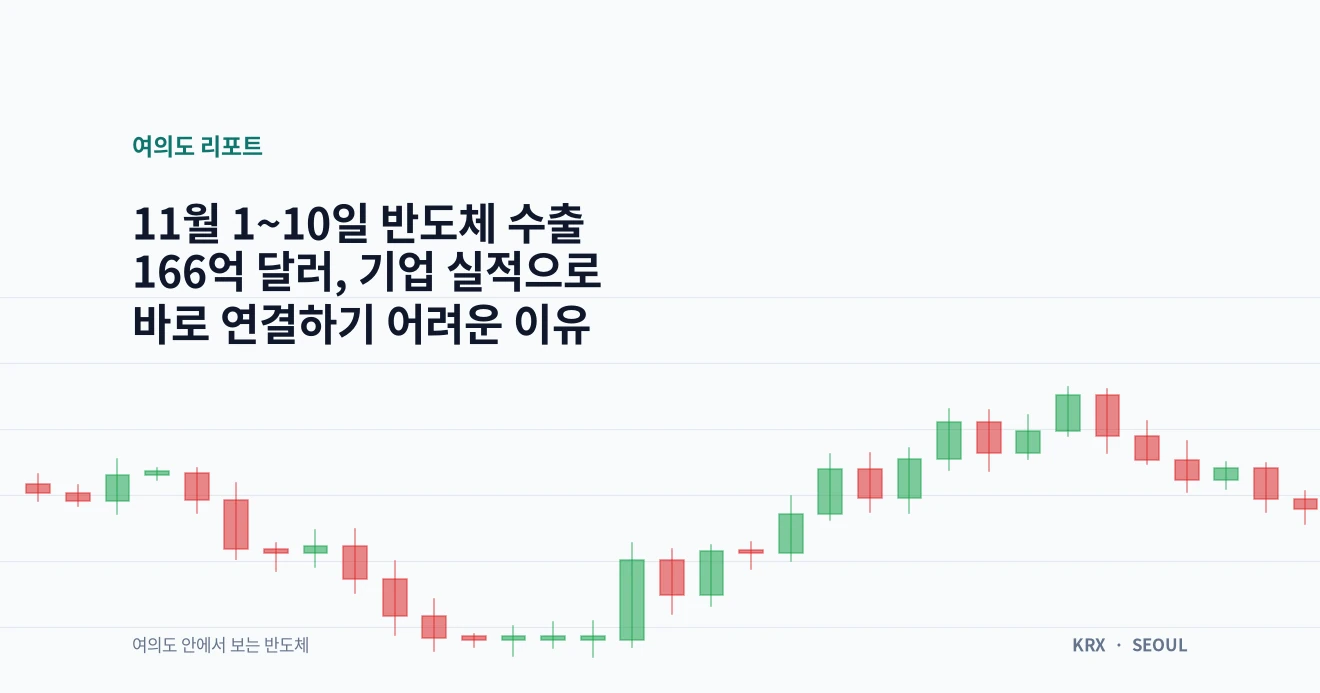 여의도 리포트
11월 1~10일 반도체 수출
166억 달러, 기업 실적으로
바로 연결하기 어려운 이유
여의도 안에서 보는 반도체
KRX · SEOUL